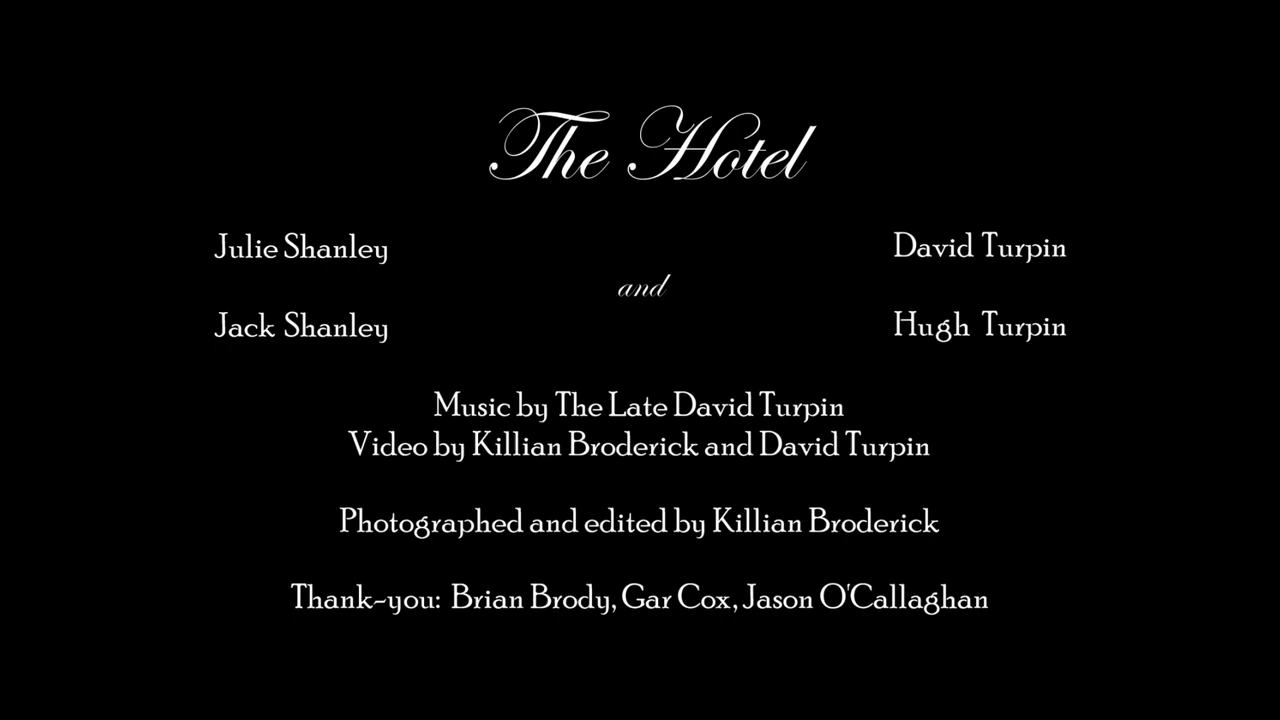 The Hotel
Julie Shanley
David Turpin
and
Jack Shanley
Hugh Turpin
Music by The Late David Turpin
Video by Killian Broderick and David Turpin
Photographed and edited by Killian Broderick
Thank-you: Brian Brody, Gar Cox, Jason O'Callaghan